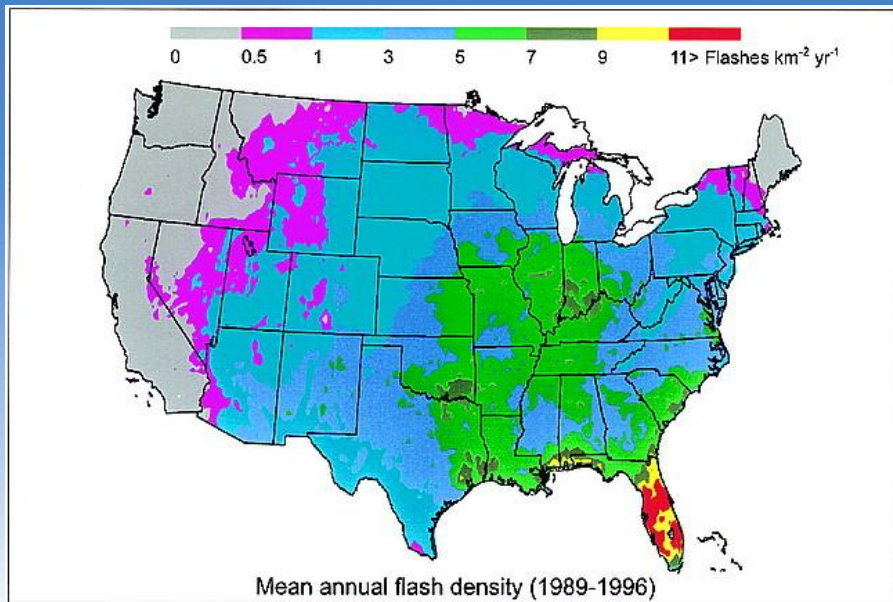 0 0.5 1 3 5 7 9 11> Flashes km⁻² yr⁻¹
Mean annual flash density (1989-1996)